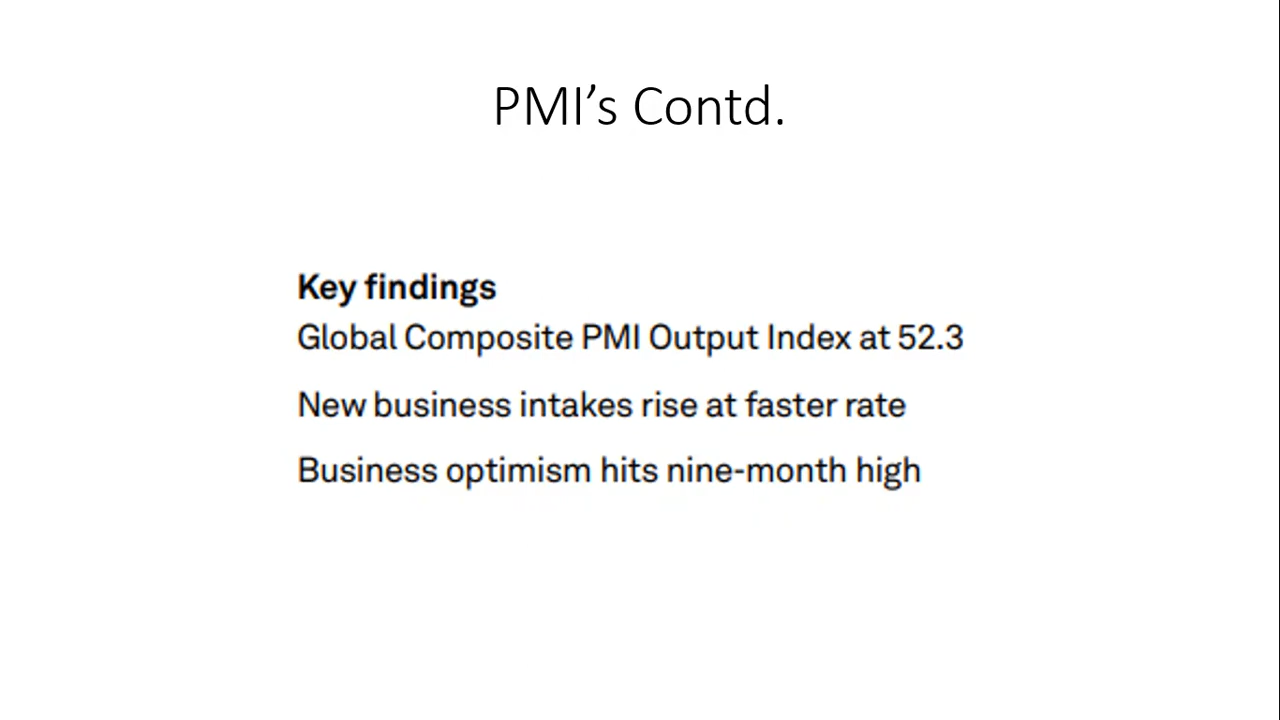 PMI’s Contd.
Key findings
Global Composite PMI Output Index at 52.3
New business intakes rise at faster rate
Business optimism hits nine-month high